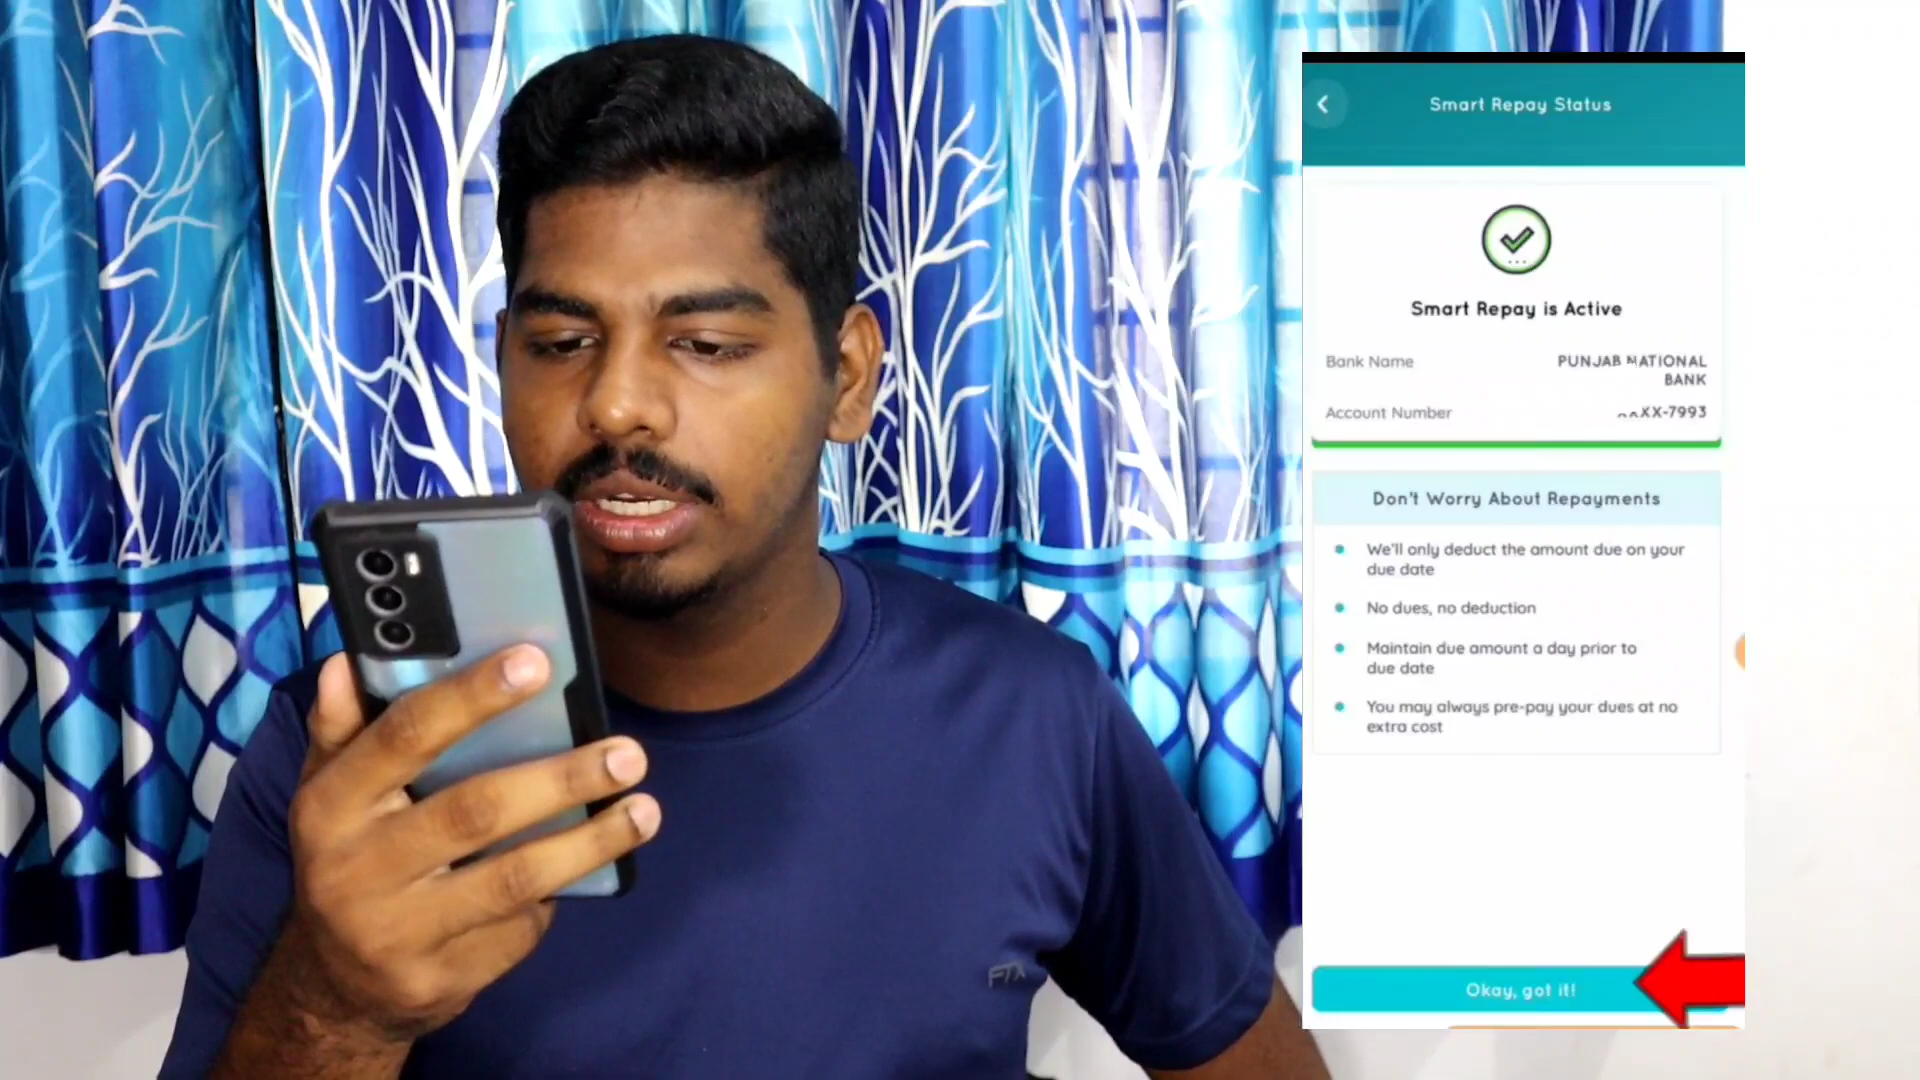 Smart Repay Status
Smart Repay is Active
Bank Name
PUNJAB NATIONAL
BANK
Account Number
XX-7993
Don't Worry About Repayments
We'll only deduct the amount due on your
due date
No dues, no deduction
Maintain due amount a day prior to
due date
You may always pre-pay your dues at no
extra cost
Okay, got it!
FTX